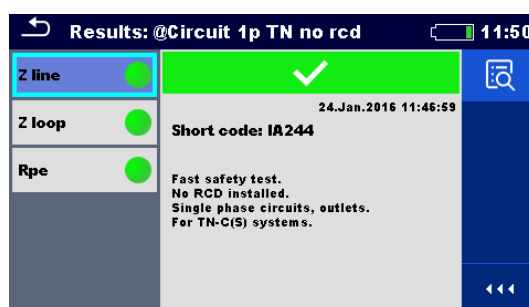 Results: @Circuit 1p TN no rcd 11:50
Z line
Z loop
Rpe
24.Jan.2016 11:46:59
Short code: IA244
Fast safety test.
No RCD installed.
Single phase circuits, outlets.
For TN-C(S) systems.